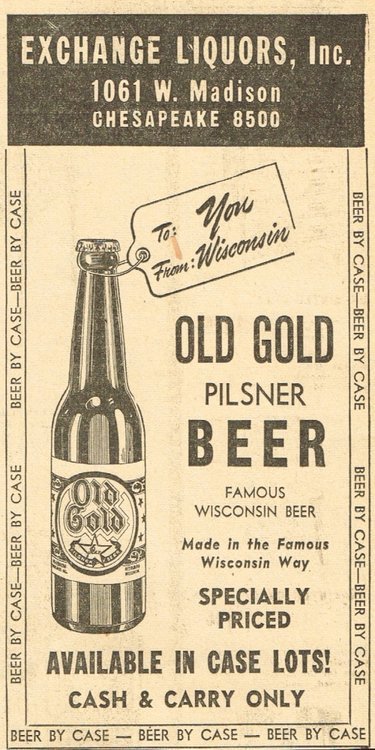 EXCHANGE LIQUORS, Inc.
1061 W. Madison
CHESAPEAKE 8500
To: You
From: Wisconsin
OLD GOLD
PILSNER
BEER
FAMOUS
WISCONSIN BEER
Made in the Famous
Wisconsin Way
SPECIALLY
PRICED
Old
Gold
AVAILABLE IN CASE LOTS!
CASH & CARRY ONLY
BEER BY CASE—BEER BY CASE
BEER BY CASE—BEER BY CASE
BEER BY CASE—BEER BY CASE
BEER BY CASE—BEER BY CASE
BEER BY CASE — BEER BY CASE — BEER BY CASE